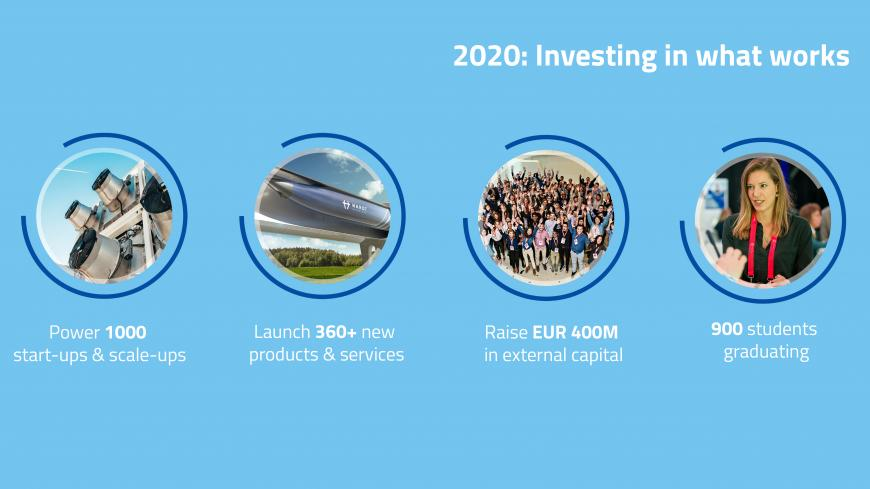 2020: Investing in what works
HARDT
Power 1000
start-ups & scale-ups
Launch 360+ new
products & services
Raise EUR 400M
in external capital
900 students
graduating